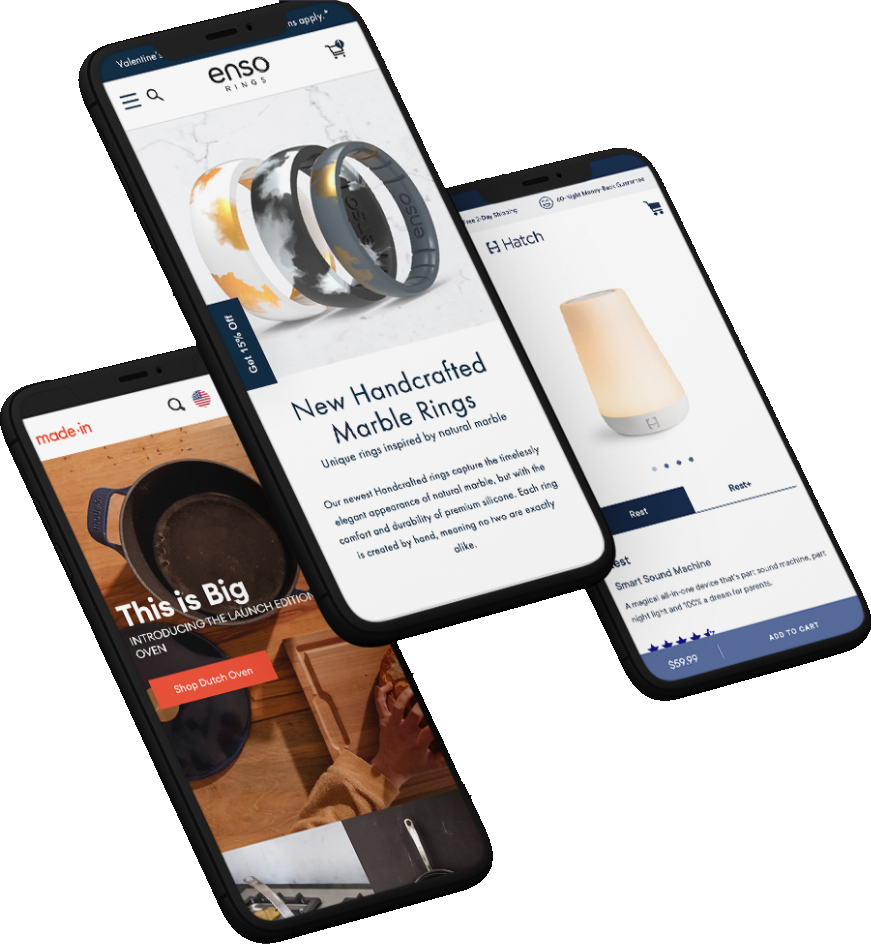 Valentine's
ns apply.*
enso
RINGS
enso
Get 15% Off
New Handcrafted
Marble Rings
Unique rings inspired by natural marble
Our newest Handcrafted rings capture the timelessly
elegant appearance of natural marble, but with the
comfort and durability of premium silicone. Each ring
is created by hand, meaning no two are exactly
alike.
Free 2-Day Shipping
60-Night Money-Back Guarantee
Hatch
Rest
Rest+
est
Smart Sound Machine
A magical all-in-one device that's part sound machine, part
night light and 100% a dream for parents.
$59.99
ADD TO CART
made·in
This is Big
INTRODUCING THE LAUNCH EDITION
OVEN
Shop Dutch Oven